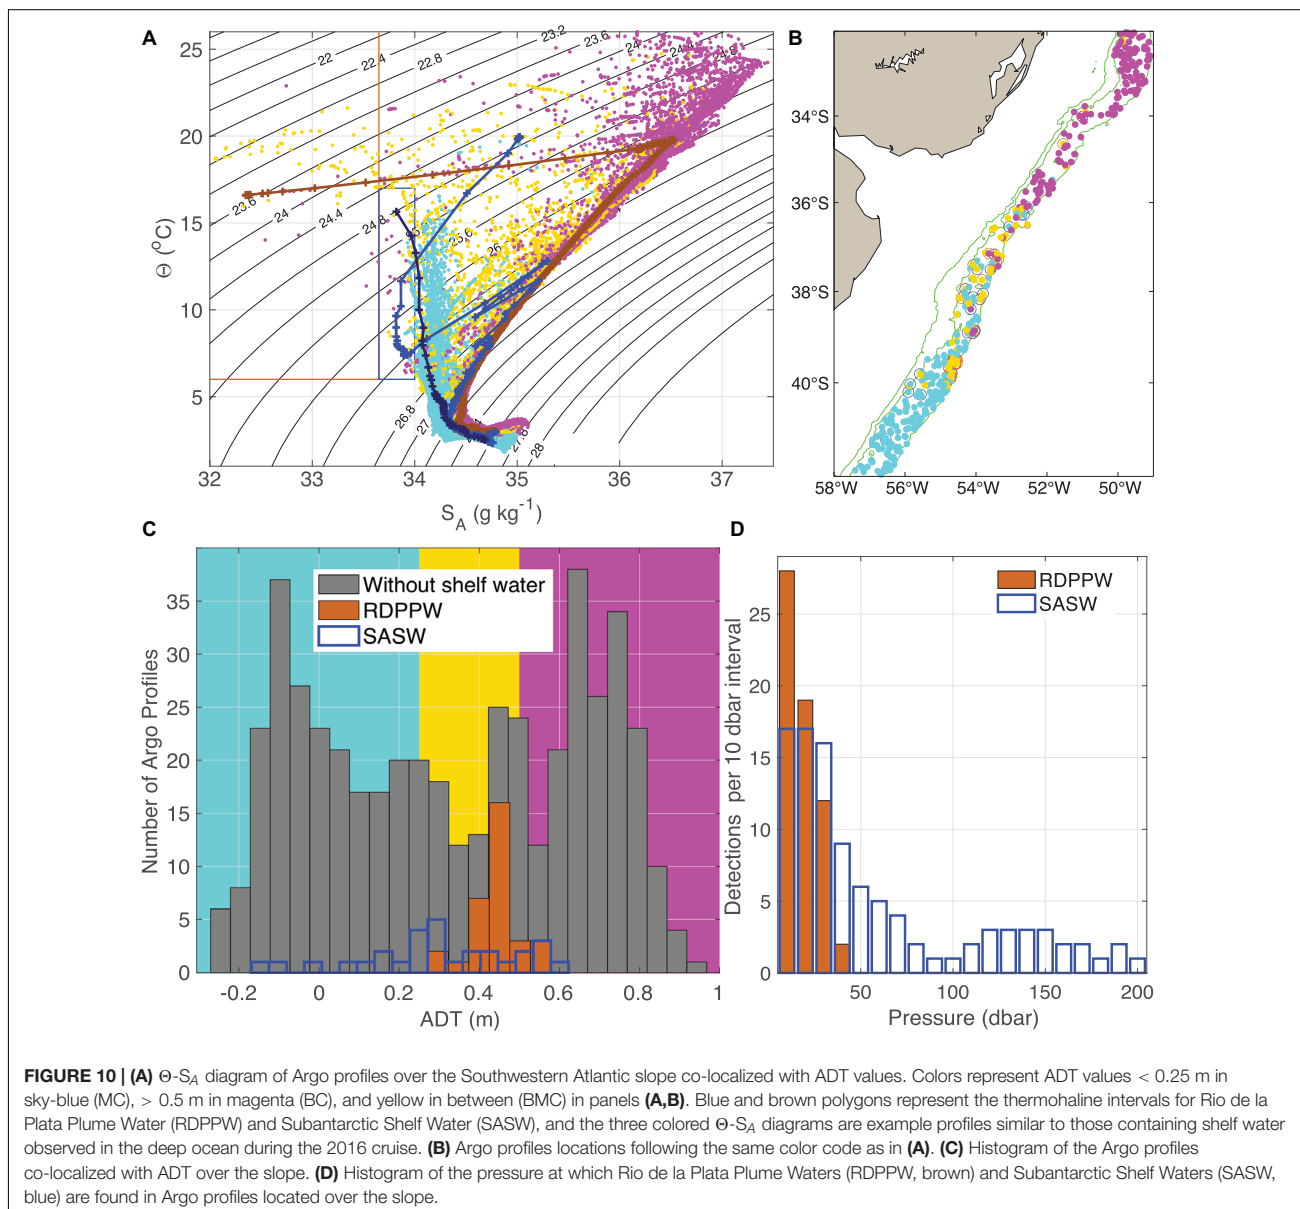 A
25
20
15
10
5
Θ (°C)
22
22.4
22.8
23.2
23.6
24
24.4
24.8
23.6
24
24.4
24.8
25.6
26
26.8
27
27.8
28
32
33
34
35
36
37
S_A (g kg⁻¹)
B
34°S
36°S
38°S
40°S
58°W
56°W
54°W
52°W
50°W
C
Without shelf water
RDPPW
SASW
35
30
25
20
15
10
5
0
Number of Argo Profiles
-0.2
0
0.2
0.4
0.6
0.8
1
ADT (m)
D
RDPPW
SASW
25
20
15
10
5
0
Detections per 10 dbar interval
50
100
150
200
Pressure (dbar)
FIGURE 10 | (A) Θ-S_A diagram of Argo profiles over the Southwestern Atlantic slope co-localized with ADT values. Colors represent ADT values < 0.25 m in
sky-blue (MC), > 0.5 m in magenta (BC), and yellow in between (BMC) in panels (A,B). Blue and brown polygons represent the thermohaline intervals for Rio de la
Plata Plume Water (RDPPW) and Subantarctic Shelf Water (SASW), and the three colored Θ-S_A diagrams are example profiles similar to those containing shelf water
observed in the deep ocean during the 2016 cruise. (B) Argo profiles locations following the same color code as in (A). (C) Histogram of the Argo profiles
co-localized with ADT over the slope. (D) Histogram of the pressure at which Rio de la Plata Plume Waters (RDPPW, brown) and Subantarctic Shelf Waters (SASW,
blue) are found in Argo profiles located over the slope.